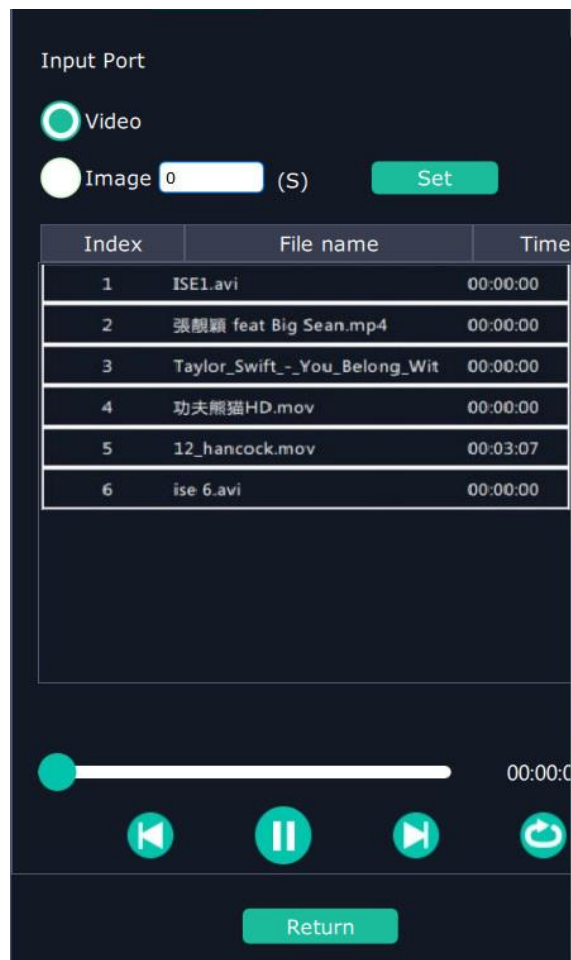 Input Port
Video
Image 0 (S) Set
Index File name Time
1 ISE1.avi 00:00:00
2 張靚穎 feat Big Sean.mp4 00:00:00
3 Taylor_Swift_-_You_Belong_Wit 00:00:00
4 功夫熊猫HD.mov 00:00:00
5 12_hancock.mov 00:03:07
6 ise 6.avi 00:00:00
00:00:0
Return